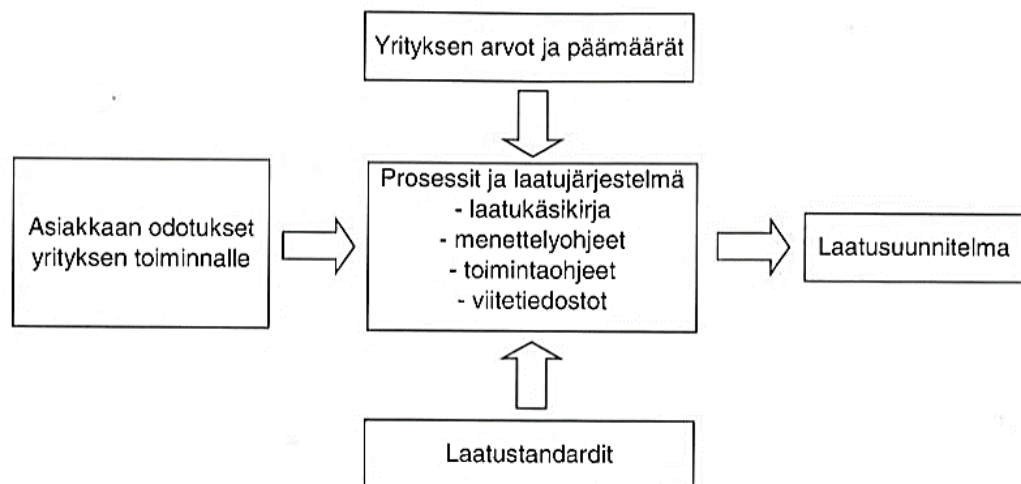 Yrityksen arvot ja päämäärät
Asiakkaan odotukset
yrityksen toiminnalle
Prosessit ja laatujärjestelmä
- laatukäsikirja
- menettelyohjeet
- toimintaohjeet
- viitetiedostot
Laatusuunnitelma
Laatustandardit